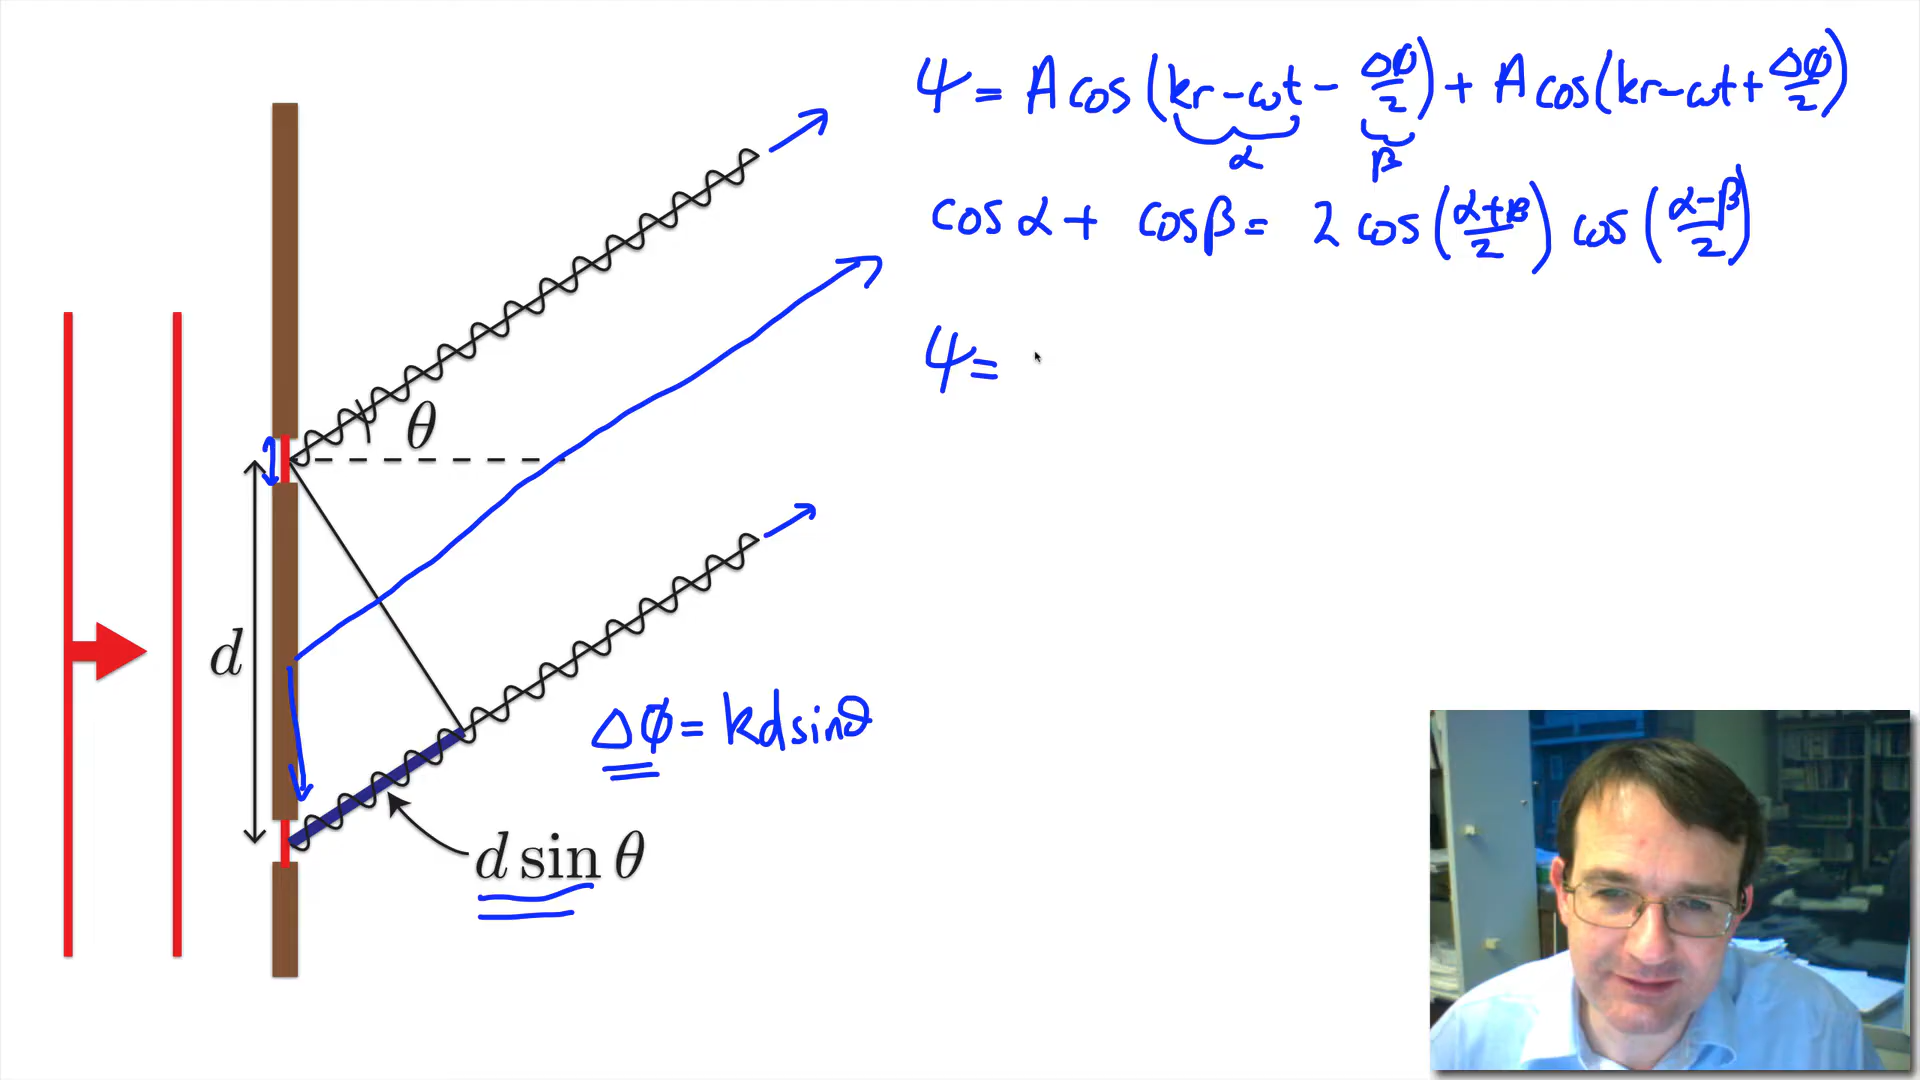 Ψ = A cos (kr-ωt - Δϕ/2) + A cos(kr-ωt + Δϕ/2)
α β
cos α + cos β = 2 cos (α+β/2) cos (α-β/2)
Ψ =
θ
d
Δϕ = kd sinθ
d sin θ